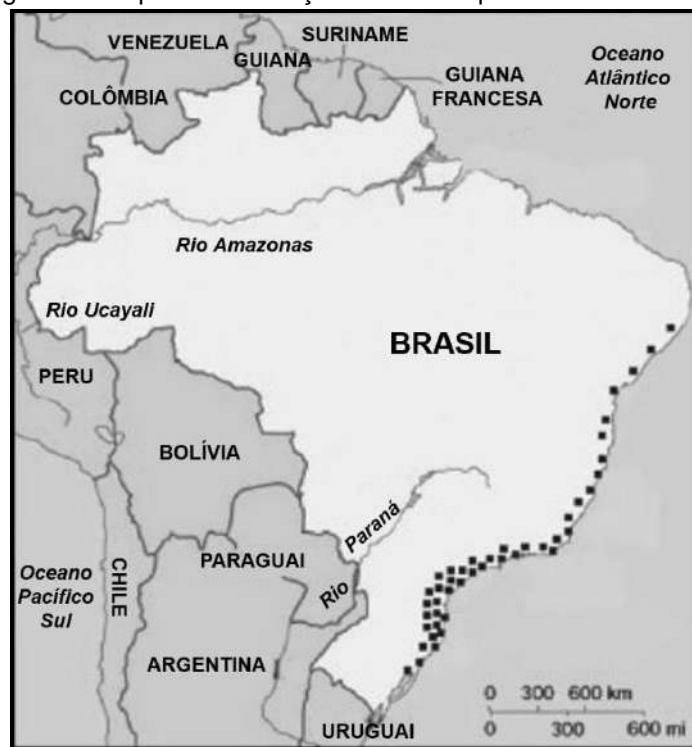 VENEZUELA
SURINAME
GUIANA
GUIANA
FRANCESA
Oceano
Atlântico
Norte
COLÔMBIA
Rio Amazonas
Rio Ucayali
BRASIL
PERU
BOLÍVIA
Paraná
Rio
PARAGUAI
CHILE
Oceano
Pacífico
Sul
ARGENTINA
URUGUAI
0 300 600 km
0 300 600 mi